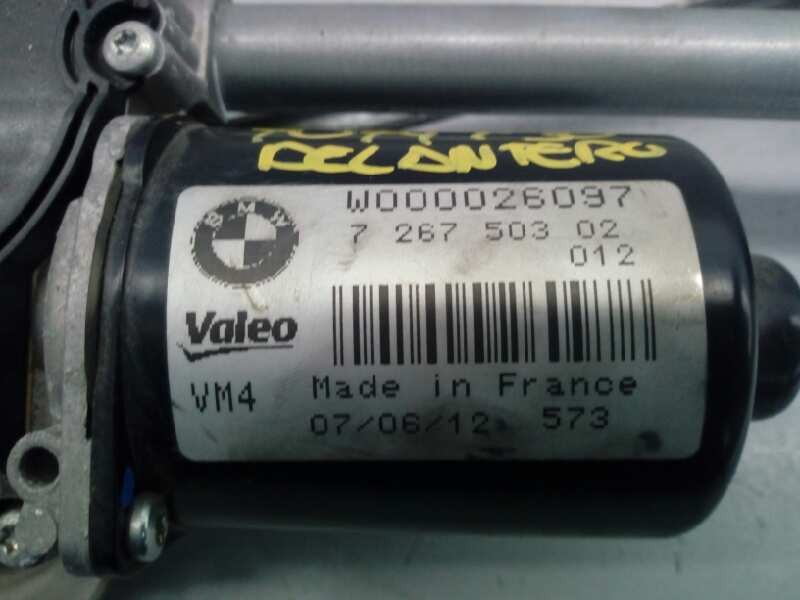 DELANTERO
W000026097
7 267 503 02
012
BMW
Valeo
VM4
Made in France
07/06/12 573